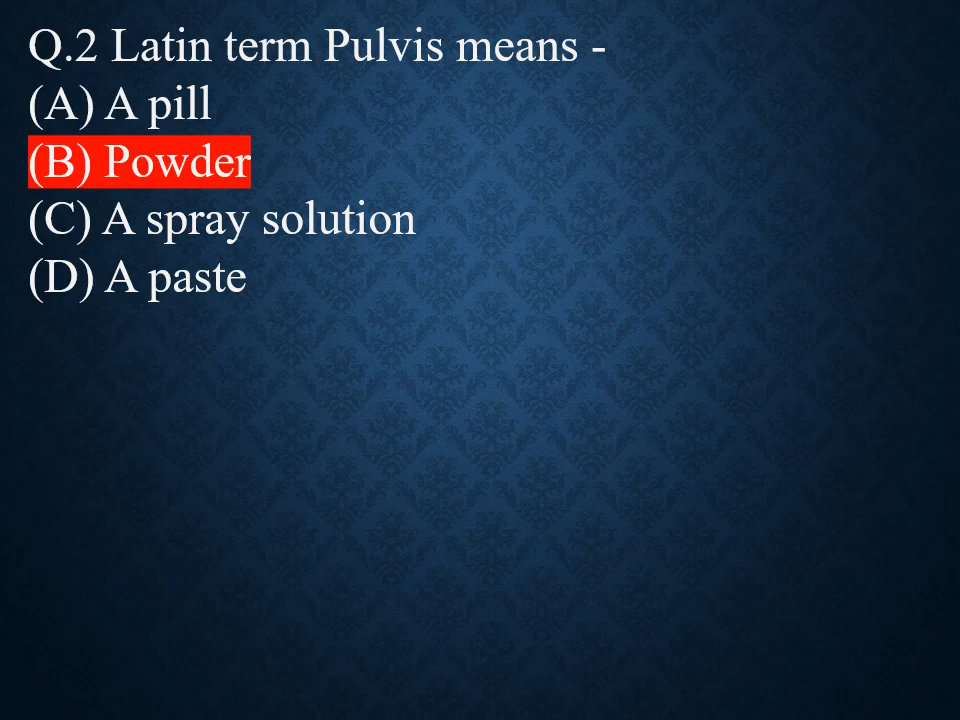 Q.2 Latin term Pulvis means -
(A) A pill
(B) Powder
(C) A spray solution
(D) A paste